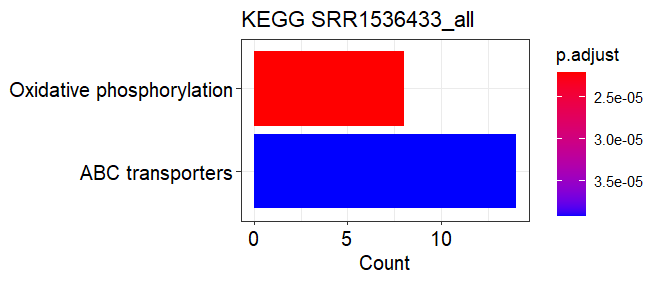 KEGG SRR1536433_all
Oxidative phosphorylation
ABC transporters
0 5 10
Count
p.adjust
2.5e-05
3.0e-05
3.5e-05